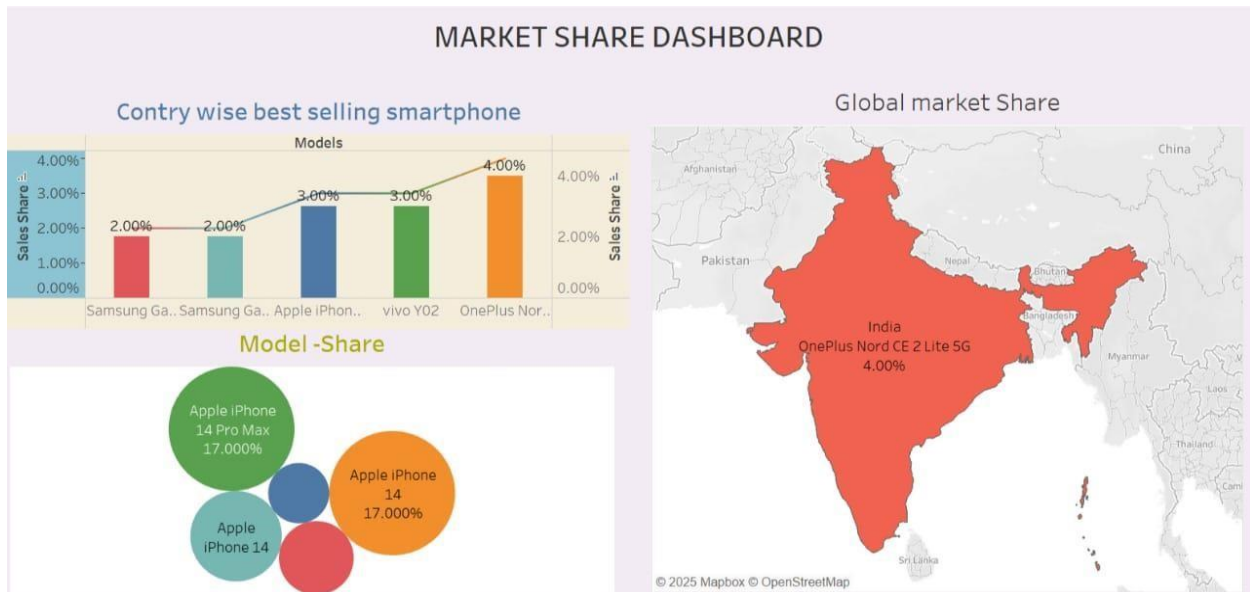 MARKET SHARE DASHBOARD
Contry wise best selling smartphone
Models
Sales Share
4.00%
3.00%
2.00%
1.00%
0.00%
2.00%
2.00%
3.00%
3.00%
4.00%
4.00%
2.00%
0.00%
Sales Share
Samsung Ga.. Samsung Ga.. Apple iPhon.. vivo Y02 OnePlus Nor..
Model -Share
Apple iPhone
14 Pro Max
17.000%
Apple iPhone
14
17.000%
Apple
iPhone 14
Global market Share
China
Afghanistan
Pakistan
Nepal
Bhutan
Bangladesh
India
OnePlus Nord CE 2 Lite 5G
4.00%
Myanmar
Laos
Thailand
Cam
Sri Lanka
© 2025 Mapbox © OpenStreetMap